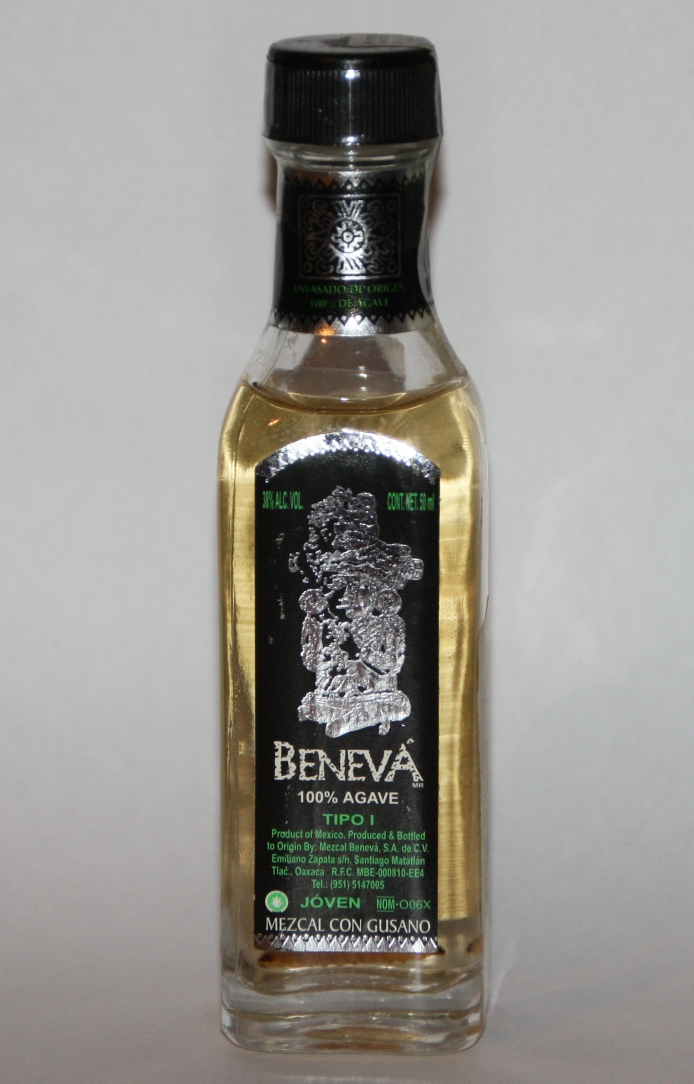 ENVASADO DE ORIGEN
100% DE AGAVE
38% ALC. VOL. CONT. NET. 50 ml
BENEVÁ
MR
100% AGAVE
TIPO I
Product of Mexico. Produced & Bottled
to Origin By: Mezcal Benevá, S.A. de C.V.
Emiliano Zapata s/n, Santiago Matatlán
Tlac., Oaxaca R.F.C. MBE-000810-EE4
Tel.: (951) 5147005
JÓVEN NOM-O06X
MEZCAL CON GUSANO